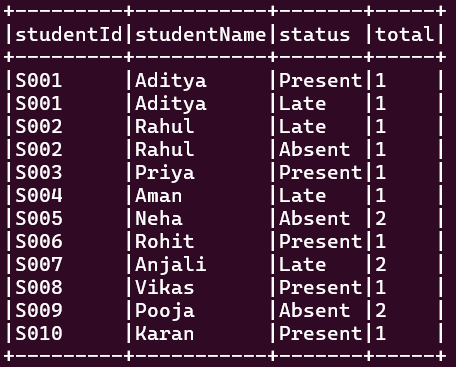 +---------+-----------+-------+-----+
|studentId|studentName|status |total|
+---------+-----------+-------+-----+
|S001     |Aditya     |Present|1    |
|S001     |Aditya     |Late   |1    |
|S002     |Rahul      |Late   |1    |
|S002     |Rahul      |Absent |1    |
|S003     |Priya      |Present|1    |
|S004     |Aman       |Late   |1    |
|S005     |Neha       |Absent |2    |
|S006     |Rohit      |Present|1    |
|S007     |Anjali     |Late   |2    |
|S008     |Vikas      |Present|1    |
|S009     |Pooja      |Absent |2    |
|S010     |Karan      |Present|1    |
+---------+-----------+-------+-----+